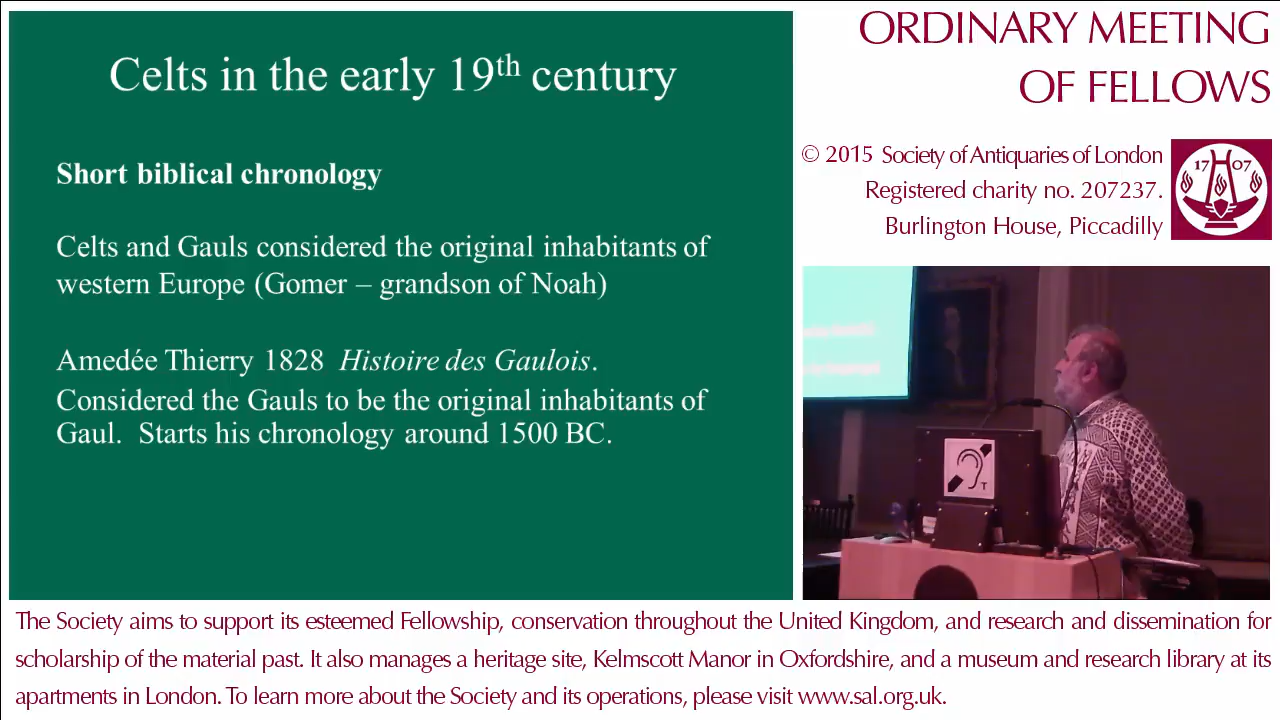 Celts in the early 19th century
Short biblical chronology
Celts and Gauls considered the original inhabitants of
western Europe (Gomer – grandson of Noah)
Amedée Thierry 1828 Histoire des Gaulois.
Considered the Gauls to be the original inhabitants of
Gaul. Starts his chronology around 1500 BC.
ORDINARY MEETING
OF FELLOWS
© 2015 Society of Antiquaries of London
Registered charity no. 207237.
Burlington House, Piccadilly
17 07
T
The Society aims to support its esteemed Fellowship, conservation throughout the United Kingdom, and research and dissemination for
scholarship of the material past. It also manages a heritage site, Kelmscott Manor in Oxfordshire, and a museum and research library at its
apartments in London. To learn more about the Society and its operations, please visit www.sal.org.uk.